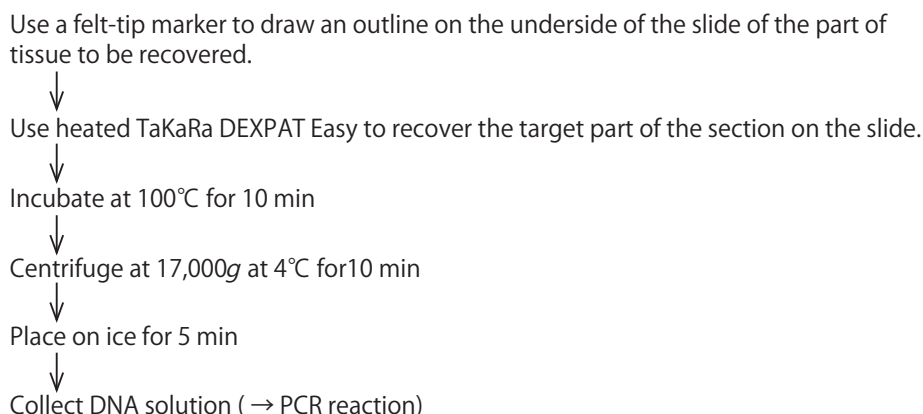 Use a felt-tip marker to draw an outline on the underside of the slide of the part of
tissue to be recovered.
↓
Use heated TaKaRa DEXPAT Easy to recover the target part of the section on the slide.
↓
Incubate at 100℃ for 10 min
↓
Centrifuge at 17,000g at 4℃ for10 min
↓
Place on ice for 5 min
↓
Collect DNA solution ( → PCR reaction)